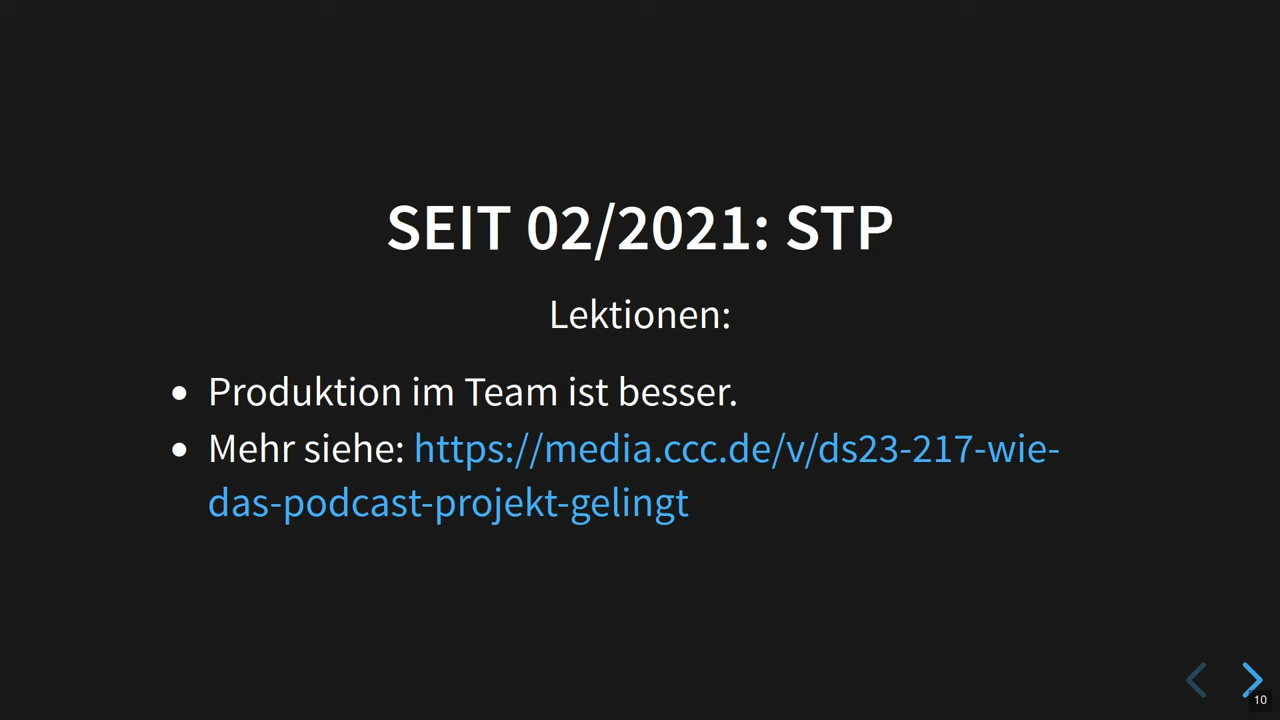 SEIT 02/2021: STP
Lektionen:
Produktion im Team ist besser.
Mehr siehe: https://media.ccc.de/v/ds23-217-wie-
das-podcast-projekt-gelingt
10